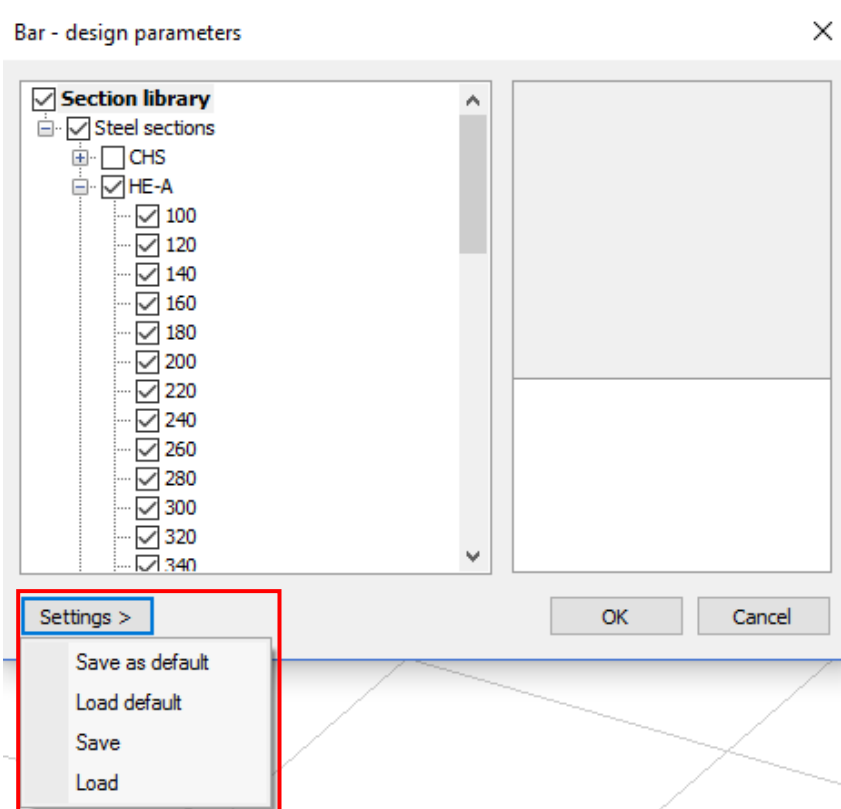 Bar - design parameters
Section library
Steel sections
CHS
HE-A
100
120
140
160
180
200
220
240
260
280
300
320
340
Settings >
OK
Cancel
Save as default
Load default
Save
Load